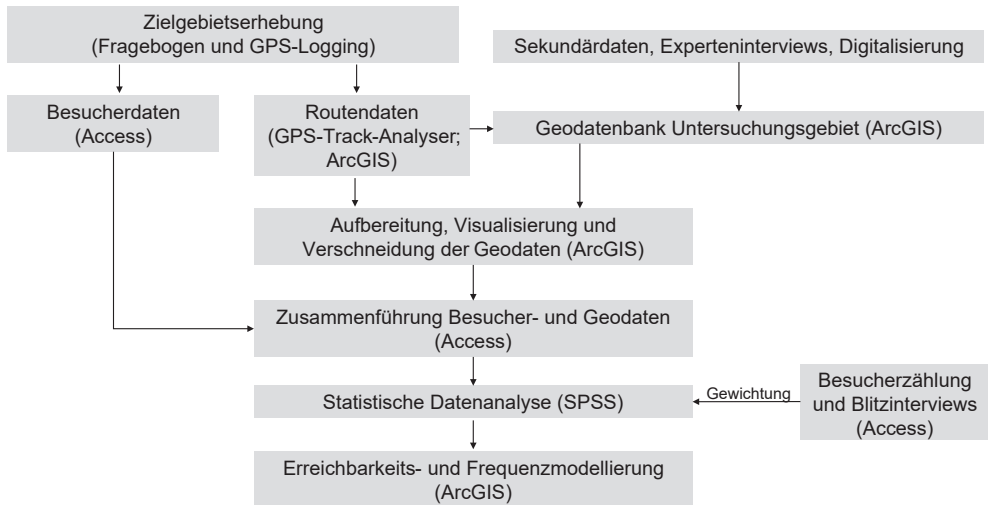 Zielgebietserhebung
(Fragebogen und GPS-Logging)
Sekundärdaten, Experteninterviews, Digitalisierung
Besucherdaten
(Access)
Routendaten
(GPS-Track-Analyser;
ArcGIS)
Geodatenbank Untersuchungsgebiet (ArcGIS)
Aufbereitung, Visualisierung und
Verschneidung der Geodaten (ArcGIS)
Zusammenführung Besucher- und Geodaten
(Access)
Statistische Datenanalyse (SPSS)
Gewichtung
Besucherzählung
und Blitzinterviews
(Access)
Erreichbarkeits- und Frequenzmodellierung
(ArcGIS)